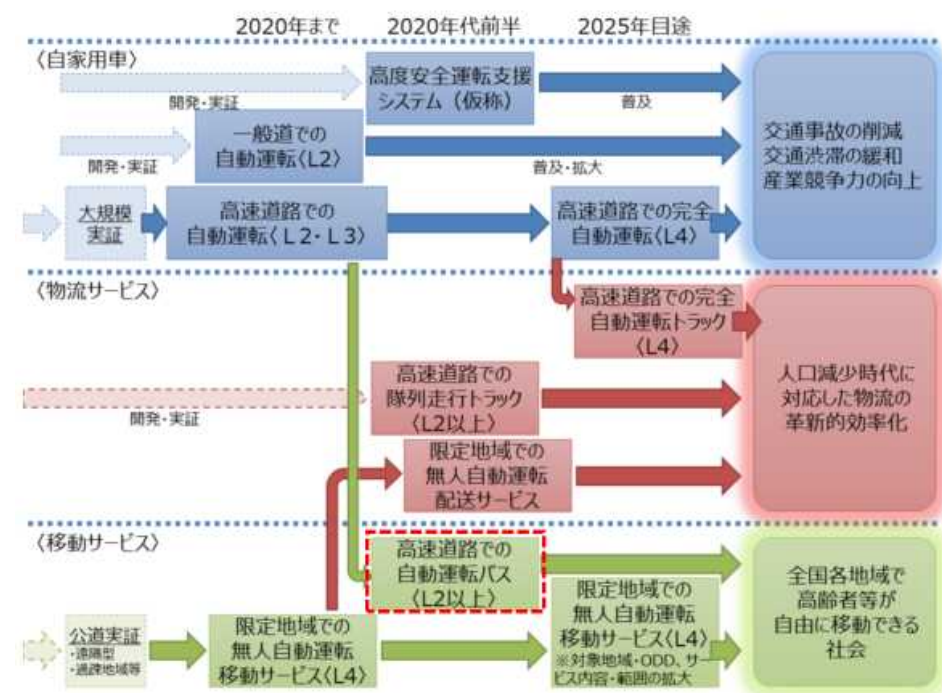 2020年まで
2020年代前半
2025年目途
〈自家用車〉
高度安全運転支援
システム（仮称）
開発・実証
普及
一般道での
自動運転〈L2〉
開発・実証
普及・拡大
大規模
実証
高速道路での
自動運転〈Ｌ２・Ｌ３〉
高速道路での完全
自動運転〈L4〉
交通事故の削減
交通渋滞の緩和
産業競争力の向上
〈物流サービス〉
高速道路での完全
自動運転トラック
〈L4〉
高速道路での
隊列走行トラック
〈L2以上〉
開発・実証
限定地域での
無人自動運転
配送サービス
人口減少時代に
対応した物流の
革新的効率化
〈移動サービス〉
高速道路での
自動運転バス
〈L2以上〉
公道実証
・遠隔型
・過疎地域等
限定地域での
無人自動運転
移動サービス〈L4〉
限定地域での
無人自動運転
移動サービス〈L4〉
※対象地域・ODD、サー
ビス内容・範囲の拡大
全国各地域で
高齢者等が
自由に移動できる
社会